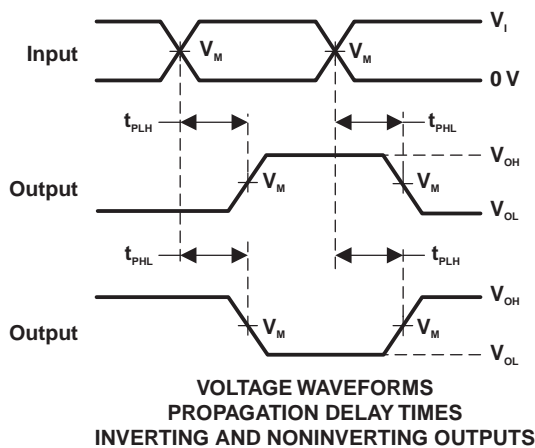 V_I
Input
V_M
V_M
0 V
t_PLH
t_PHL
V_OH
Output
V_M
V_M
V_OL
t_PHL
t_PLH
V_OH
Output
V_M
V_M
V_OL
VOLTAGE WAVEFORMS
PROPAGATION DELAY TIMES
INVERTING AND NONINVERTING OUTPUTS